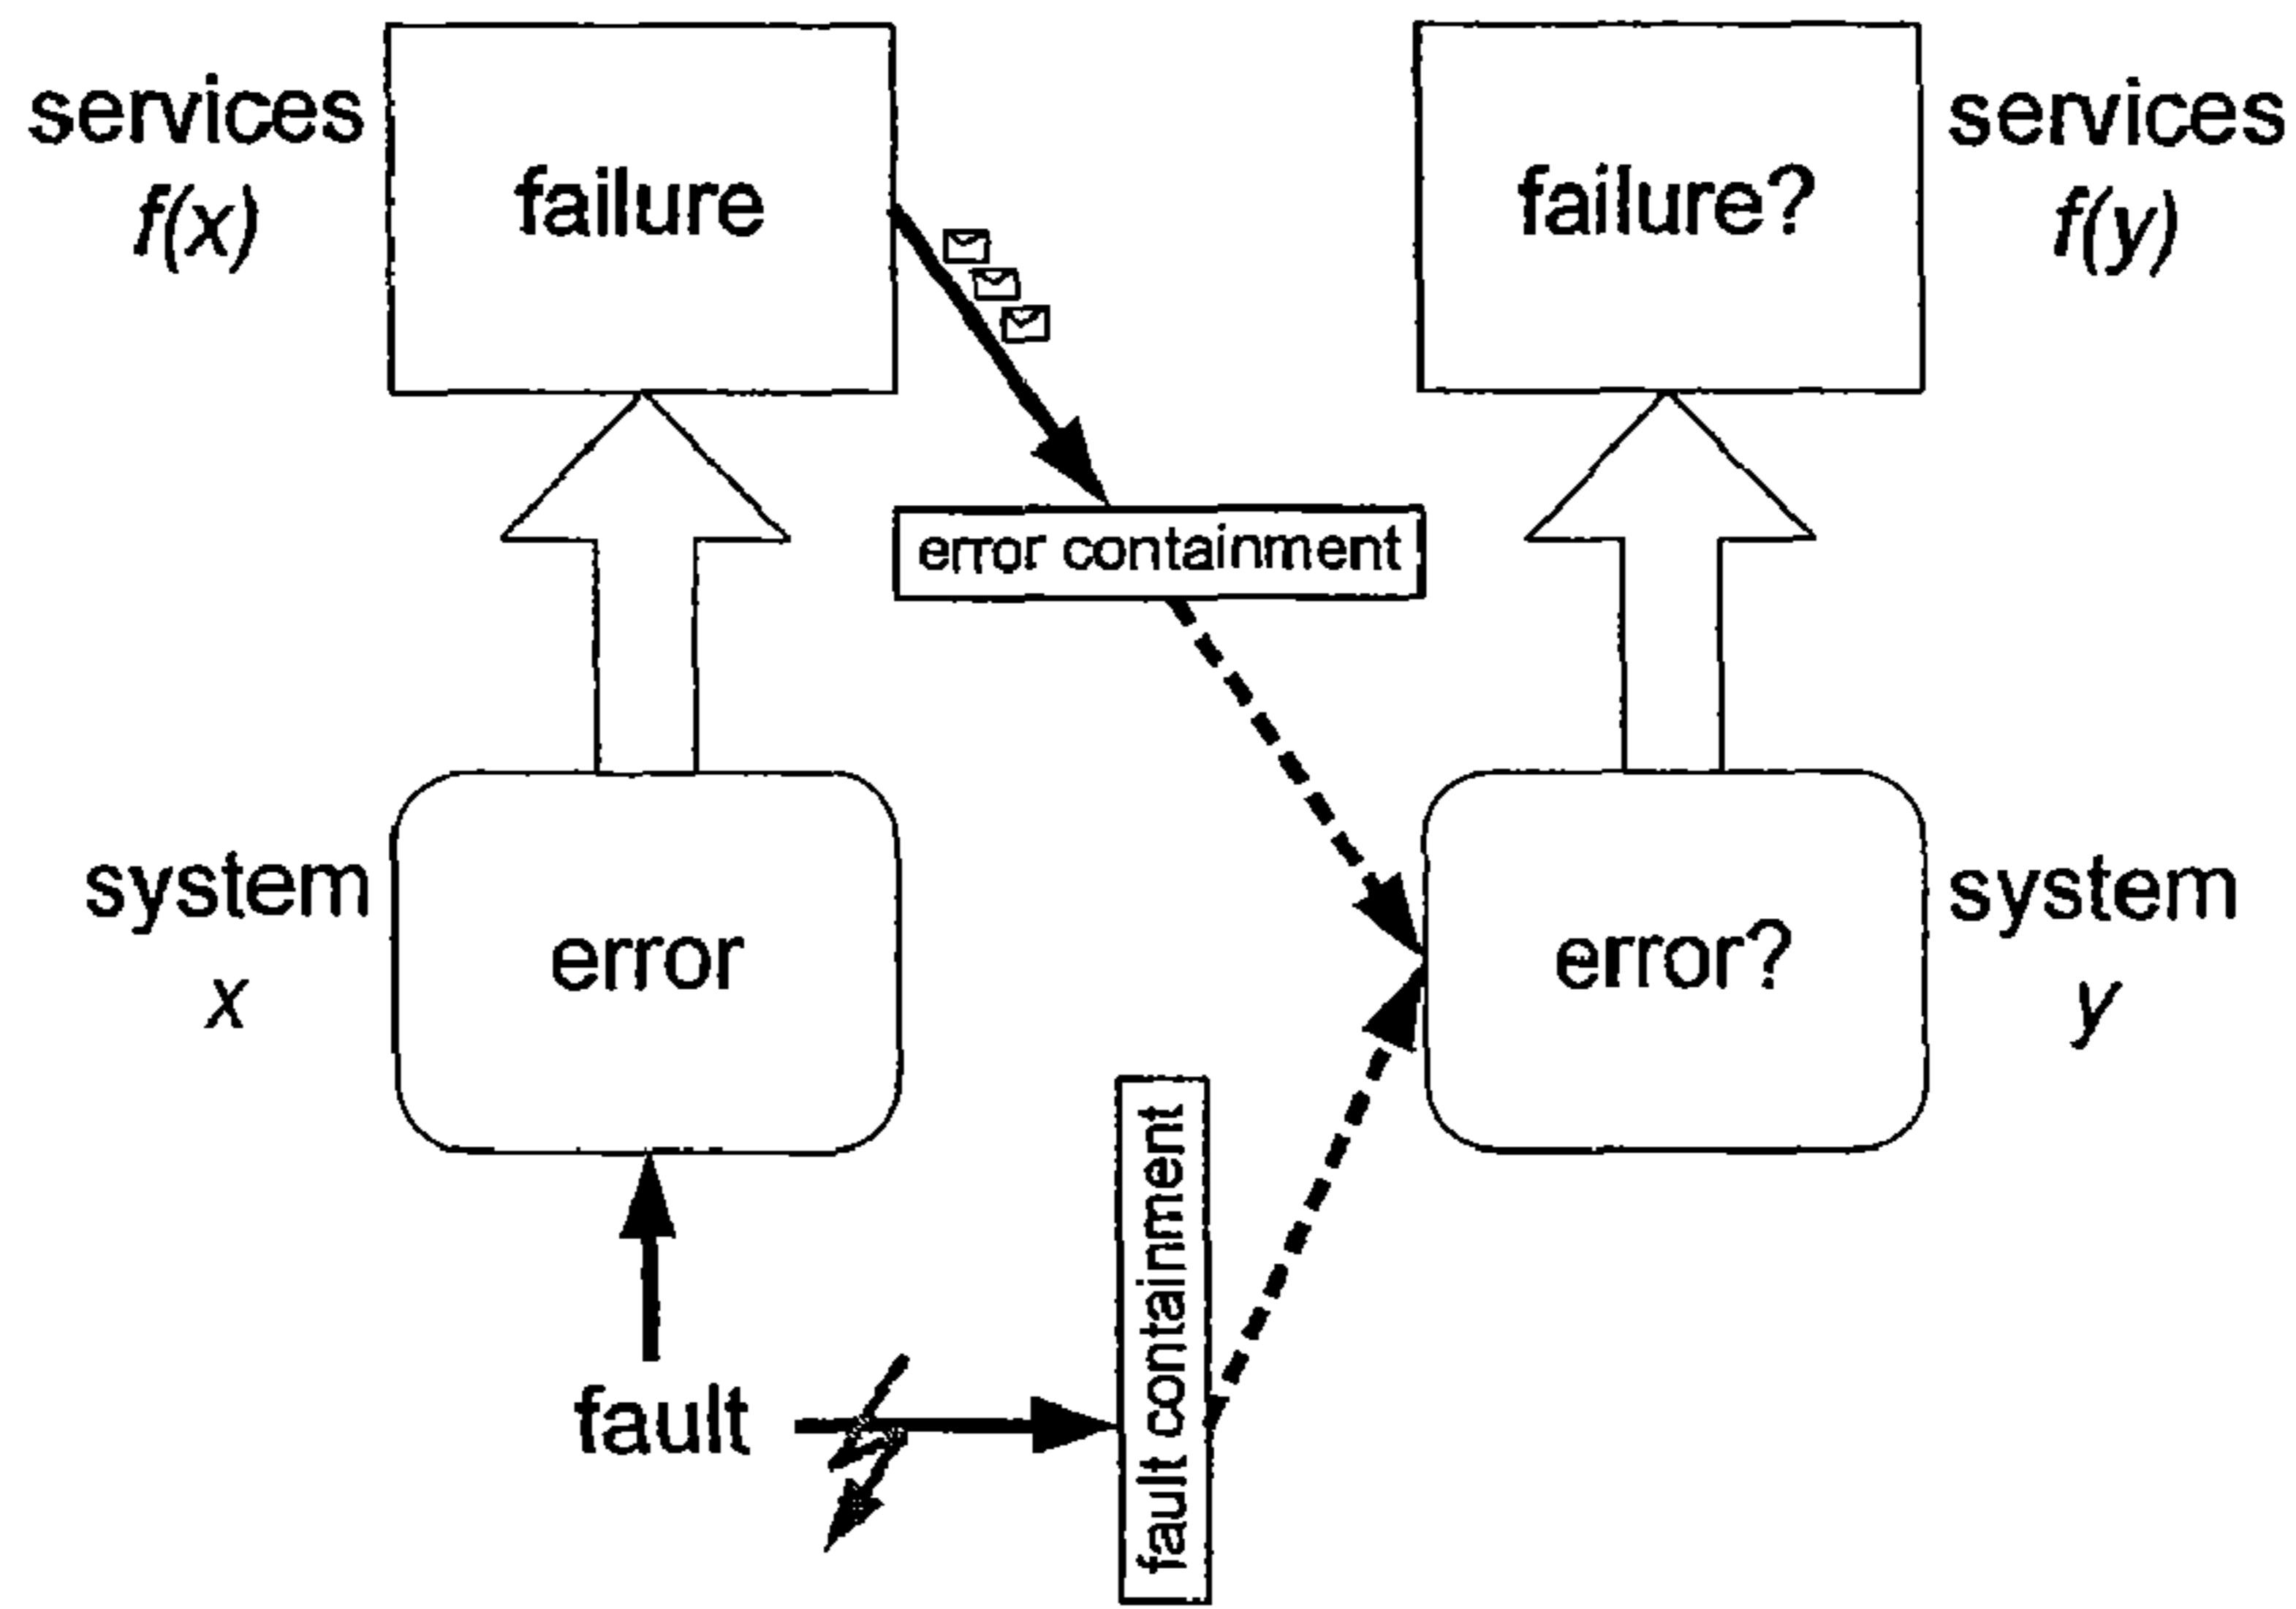 services
f(x)
failure
failure?
services
f(y)
error containment
system
x
error
error?
system
y
fault containment
fault